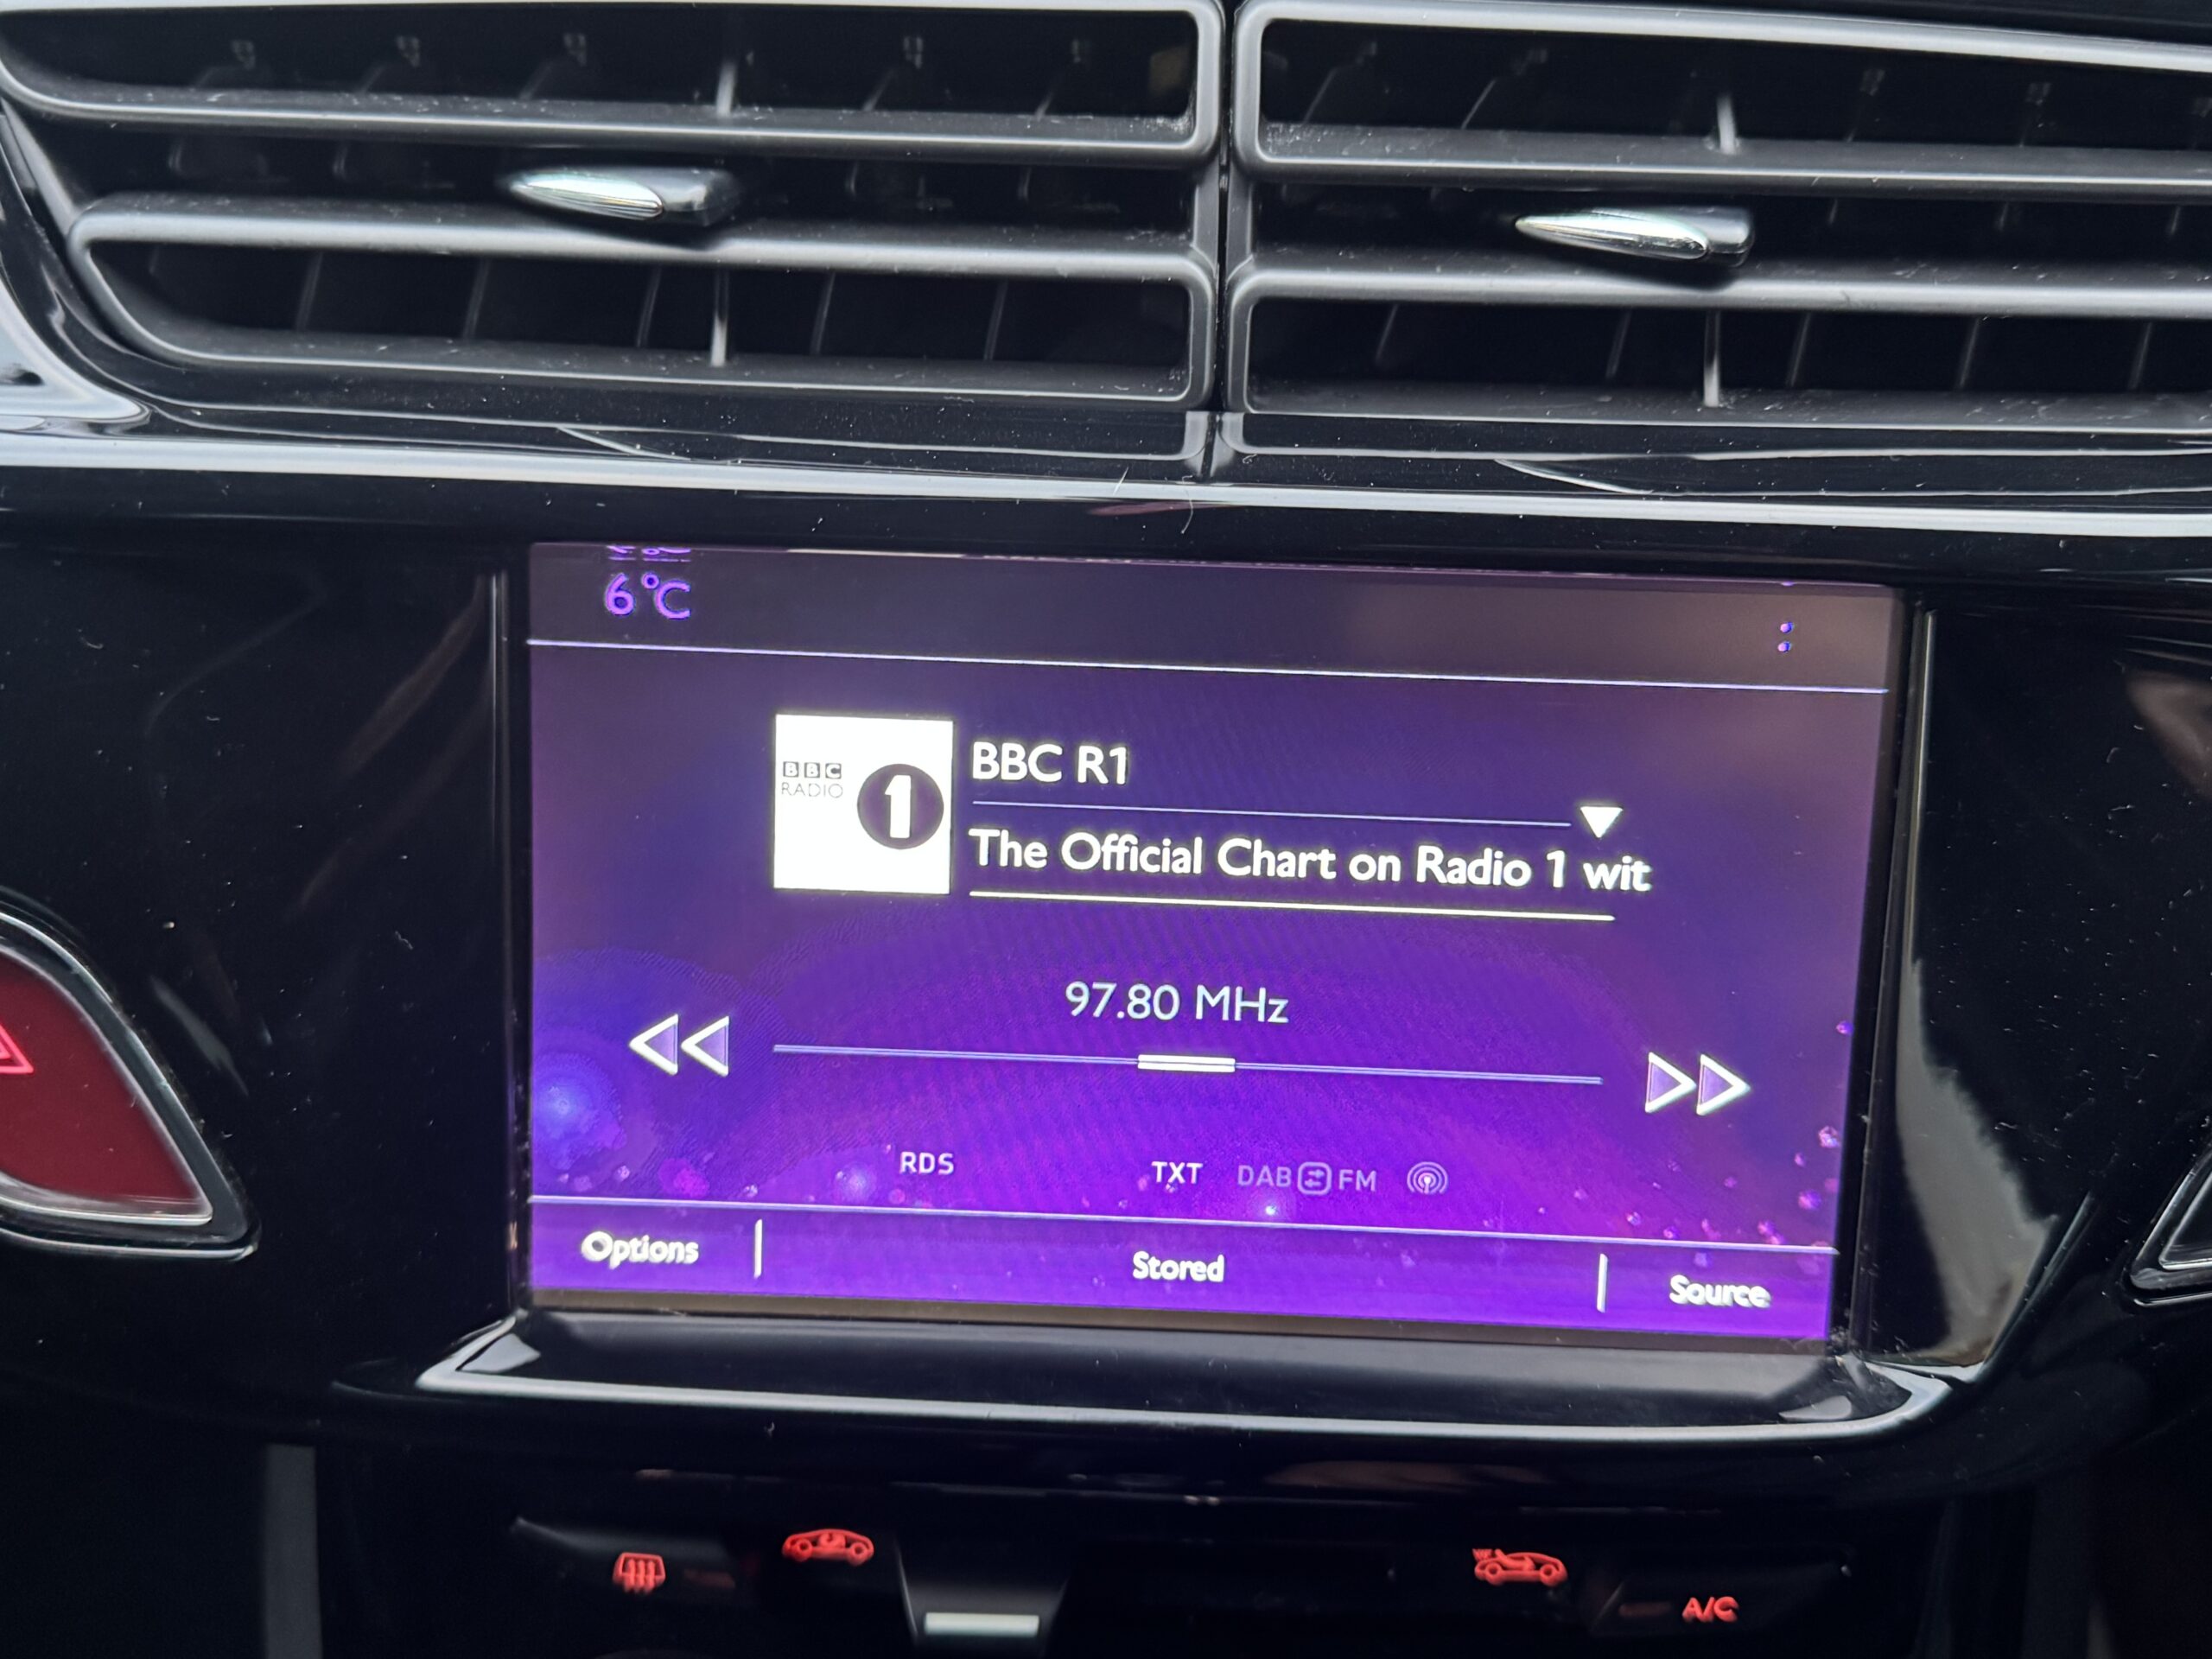 6°C
BBC
RADIO
1
BBC R1
The Official Chart on Radio 1 wit
97.80 MHz
RDS
TXT
DAB FM
Options
Stored
Source
A/C